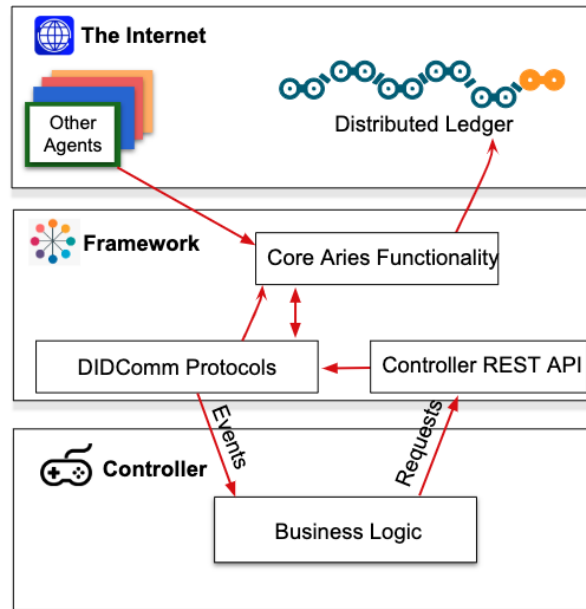 The Internet
Other
Agents
Distributed Ledger
Framework
Core Aries Functionality
DIDComm Protocols
Controller REST API
Events
Requests
Controller
Business Logic